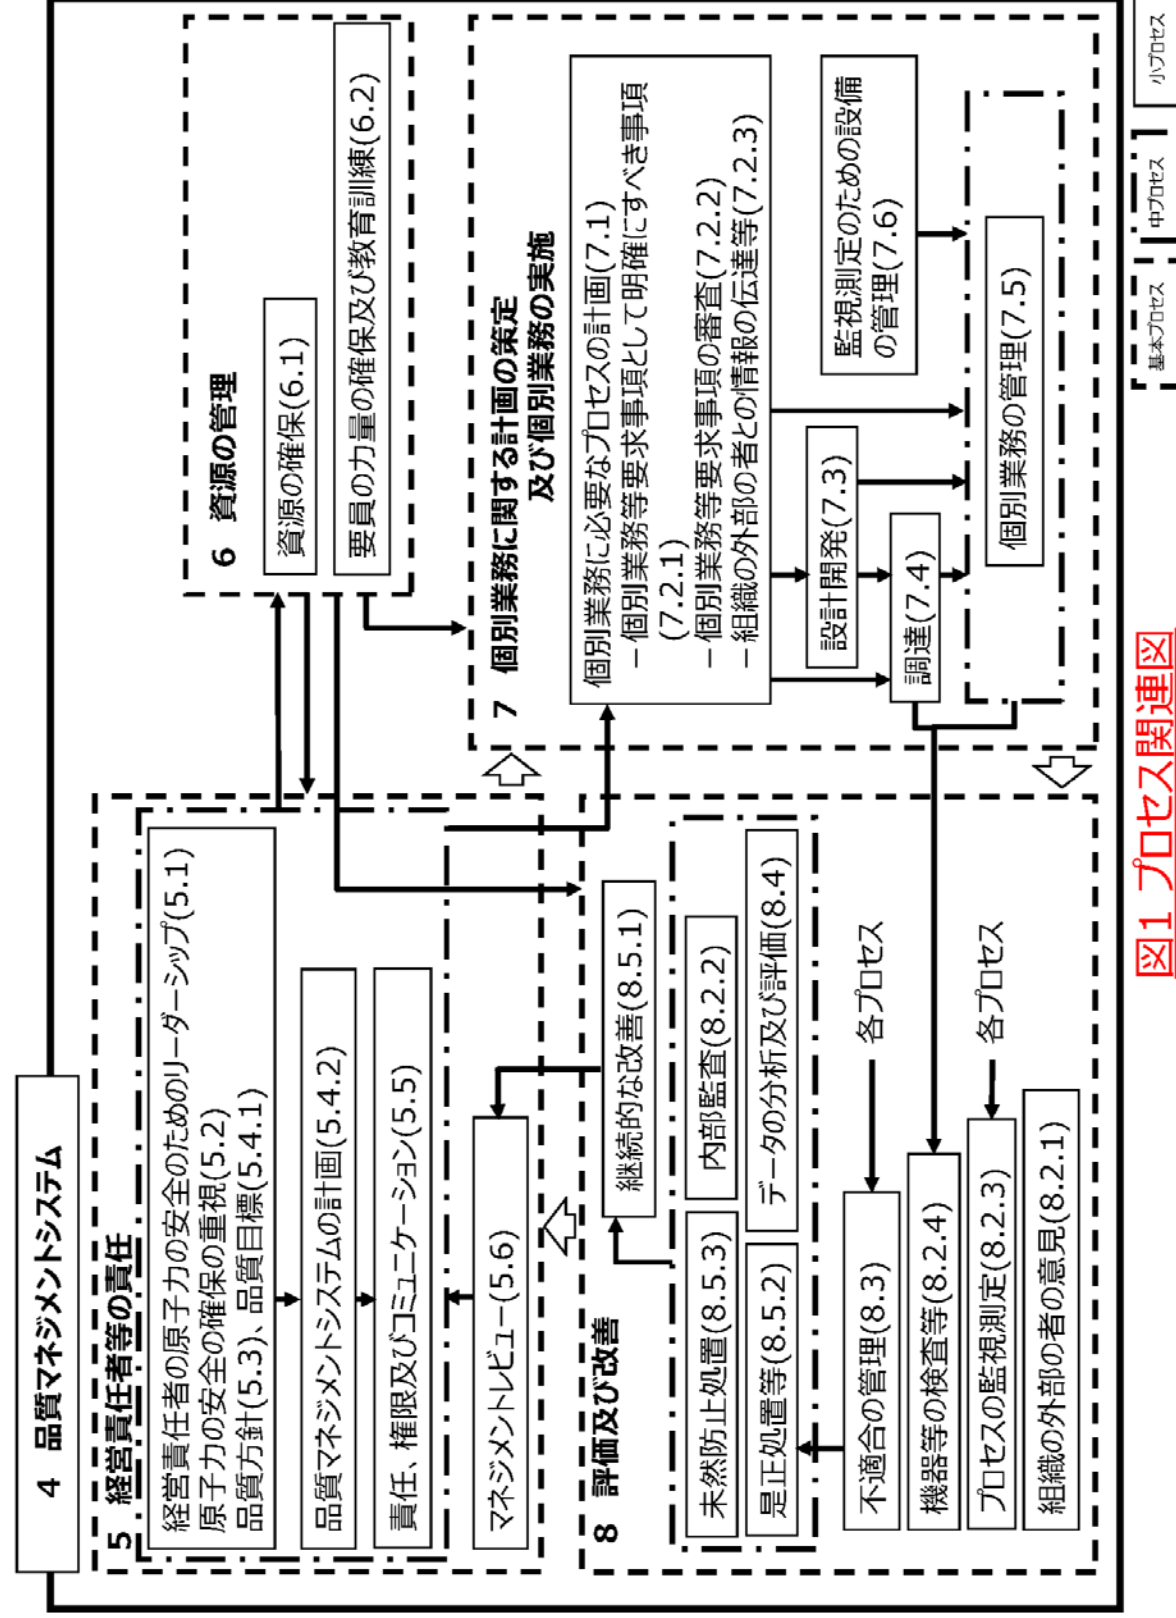 4 品質マネジメントシステム
5 経営責任者等の責任
経営責任者の原子力の安全のためのリーダーシップ(5.1)
原子力の安全の確保の重視(5.2)
品質方針(5.3)、品質目標(5.4.1)
品質マネジメントシステムの計画(5.4.2)
責任、権限及びコミュニケーション(5.5)
マネジメントレビュー(5.6)
6 資源の管理
資源の確保(6.1)
要員の力量の確保及び教育訓練(6.2)
7 個別業務に関する計画の策定
及び個別業務の実施
個別業務に必要なプロセスの計画(7.1)
－個別業務等要求事項として明確にすべき事項
(7.2.1)
－個別業務等要求事項の審査(7.2.2)
－組織の外部の者との情報の伝達等(7.2.3)
設計開発(7.3)
調達(7.4)
監視測定のための設備
の管理(7.6)
個別業務の管理(7.5)
8 評価及び改善
継続的な改善(8.5.1)
未然防止処置(8.5.3)
内部監査(8.2.2)
是正処置等(8.5.2)
データの分析及び評価(8.4)
不適合の管理(8.3)
各プロセス
機器等の検査等(8.2.4)
プロセスの監視測定(8.2.3)
各プロセス
組織の外部の者の意見(8.2.1)
基本プロセス
中プロセス
小プロセス
図1 プロセス関連図